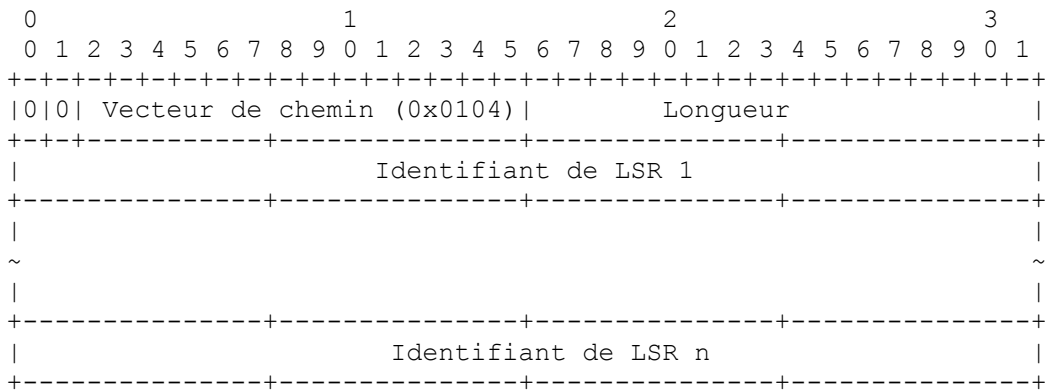 0                   1                   2                   3
 0 1 2 3 4 5 6 7 8 9 0 1 2 3 4 5 6 7 8 9 0 1 2 3 4 5 6 7 8 9 0 1
+-+-+-+-+-+-+-+-+-+-+-+-+-+-+-+-+-+-+-+-+-+-+-+-+-+-+-+-+-+-+-+-+
|0|0| Vecteur de chemin (0x0104)|        Longueur               |
+-+-+-----------+---------------+---------------+---------------+
|                      Identifiant de LSR 1                     |
+---------------+---------------+---------------+---------------+
|                                                               |
~                                                               ~
|                                                               |
+---------------+---------------+---------------+---------------+
|                       Identifiant de LSR n                    |
+---------------+---------------+---------------+---------------+